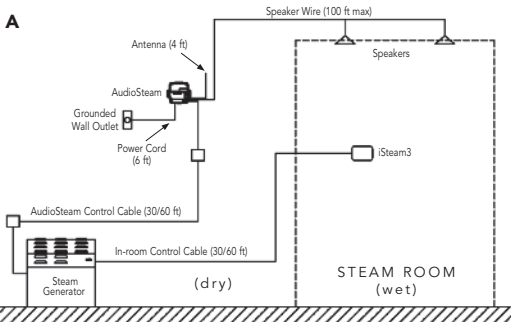 A
Speaker Wire (100 ft max)
Antenna (4 ft)
Speakers
AudioSteam
Grounded
Wall Outlet
Power Cord
(6 ft)
iSteam3
AudioSteam Control Cable (30/60 ft)
In-room Control Cable (30/60 ft)
Steam
Generator
(dry)
STEAM ROOM
(wet)